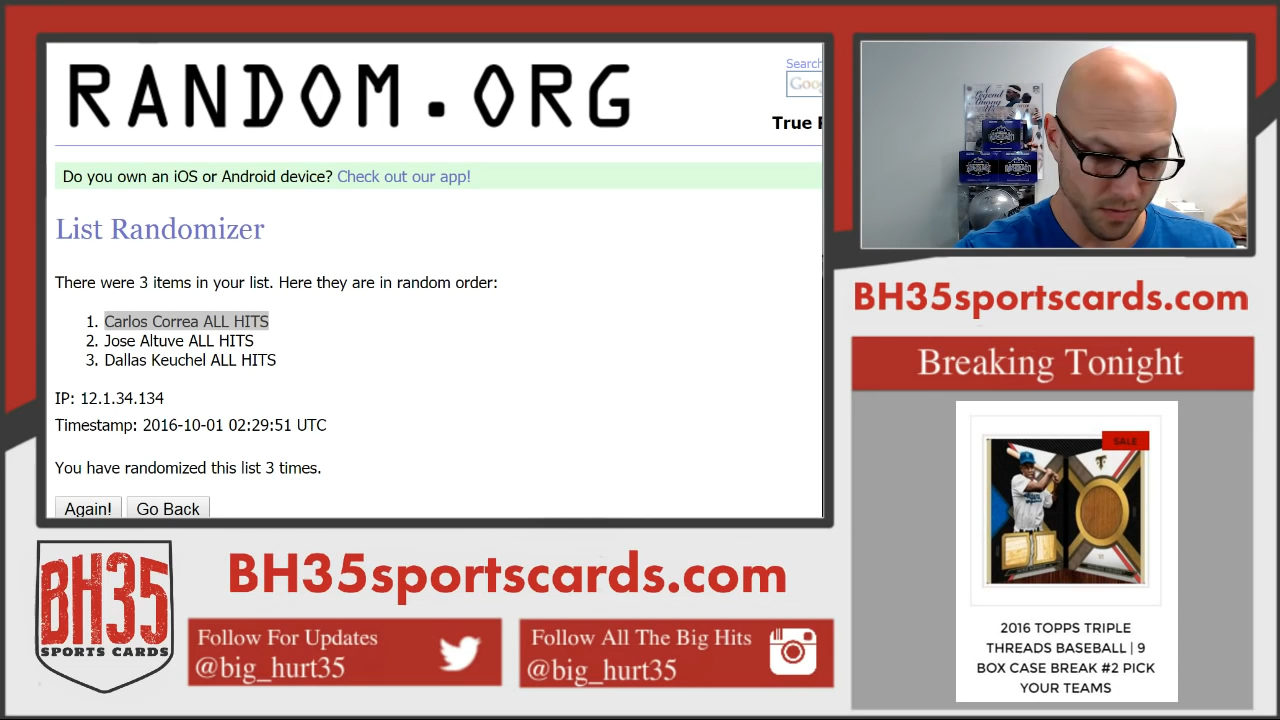 RANDOM.ORG
Search
Goo
True
Do you own an iOS or Android device? Check out our app!
List Randomizer
There were 3 items in your list. Here they are in random order:
1. Carlos Correa ALL HITS
2. Jose Altuve ALL HITS
3. Dallas Keuchel ALL HITS
IP: 12.1.34.134
Timestamp: 2016-10-01 02:29:51 UTC
You have randomized this list 3 times.
Again! Go Back
BH35sportscards.com
Breaking Tonight
SALE
2016 TOPPS TRIPLE
THREADS BASEBALL | 9
BOX CASE BREAK #2 PICK
YOUR TEAMS
BH35
SPORTS CARDS
BH35sportscards.com
Follow For Updates
@big_hurt35
Follow All The Big Hits
@big_hurt35